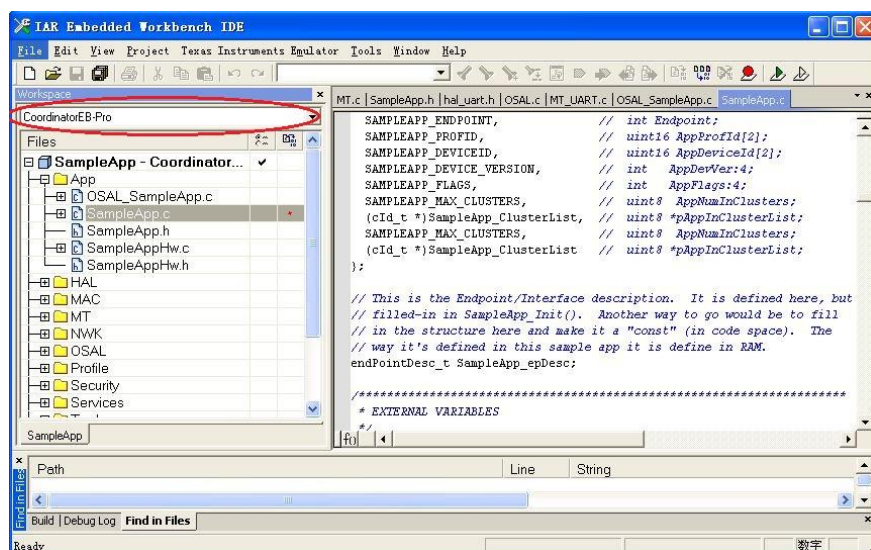 IAR Embedded Workbench IDE
File Edit View Project Texas Instruments Emulator Tools Window Help
Workspace
CoordinatorEB-Pro
Files
SampleApp - Coordinator...
App
OSAL_SampleApp.c
SampleApp.c
SampleApp.h
SampleAppHw.c
SampleAppHw.h
HAL
MAC
MT
NWK
OSAL
Profile
Security
Services
SampleApp
MT.c | SampleApp.h | hal_uart.h | OSAL.c | MT_UART.c | OSAL_SampleApp.c SampleApp.c
SAMPLEAPP_ENDPOINT, // int Endpoint;
SAMPLEAPP_PROFID, // uint16 AppProfId[2];
SAMPLEAPP_DEVICEID, // uint16 AppDeviceId[2];
SAMPLEAPP_DEVICE_VERSION, // int AppDevVer:4;
SAMPLEAPP_FLAGS, // int AppFlags:4;
SAMPLEAPP_MAX_CLUSTERS, // uint8 AppNumInClusters;
(cId_t *)SampleApp_ClusterList, // uint8 *pAppInClusterList;
SAMPLEAPP_MAX_CLUSTERS, // uint8 AppNumInClusters;
(cId_t *)SampleApp_ClusterList // uint8 *pAppInClusterList;
};
// This is the Endpoint/Interface description. It is defined here, but
// filled-in in SampleApp_Init(). Another way to go would be to fill
// in the structure here and make it a "const" (in code space). The
// way it's defined in this sample app it is define in RAM.
endPointDesc_t SampleApp_epDesc;
/*********************************************************************
* EXTERNAL VARIABLES
*/
f0
Path Line String
Find in Files
Build | Debug Log Find in Files
Ready 数字